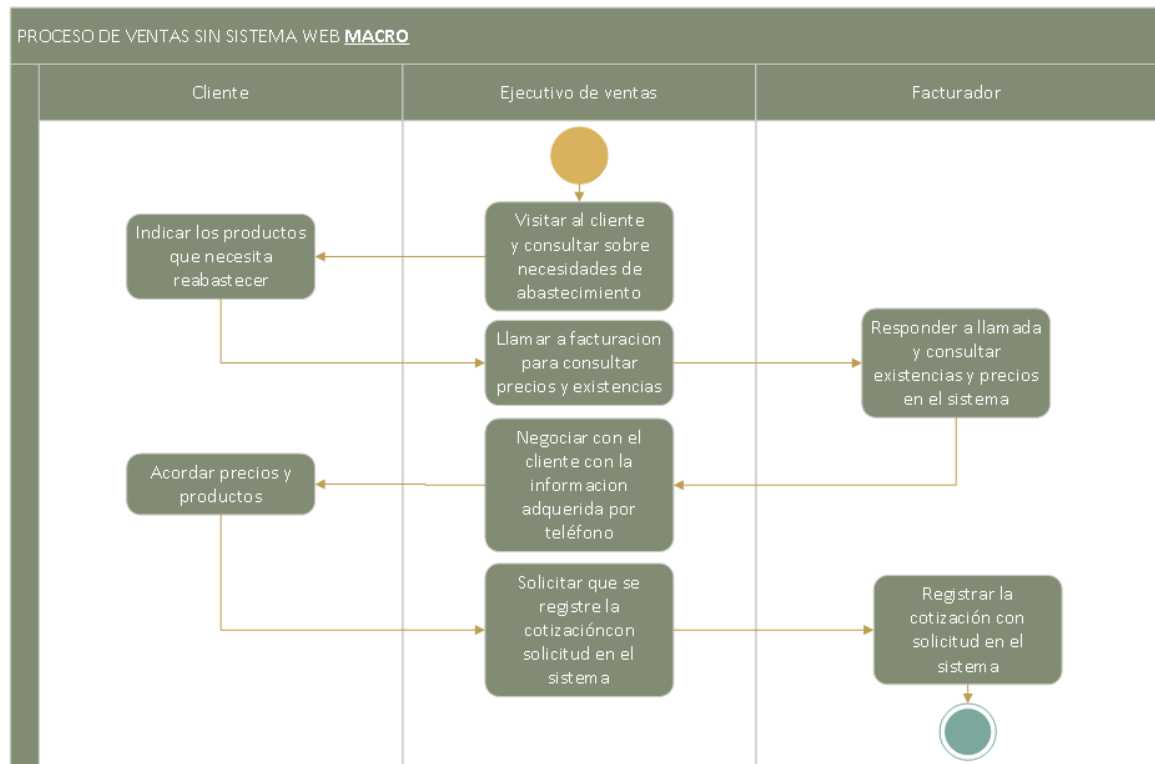 PROCESO DE VENTAS SIN SISTEMA WEB MACRO
Cliente
Ejecutivo de ventas
Facturador
Visitar al cliente
y consultar sobre
necesidades de
abastecimiento
Indicar los productos
que necesita
reabastecer
Llamar a facturacion
para consultar
precios y existencias
Responder a llamada
y consultar
existencias y precios
en el sistema
Negociar con el
cliente con la
informacion
adquerida por
teléfono
Acordar precios y
productos
Solicitar que se
registre la
cotizacióncon
solicitud en el
sistema
Registrar la
cotización con
solicitud en el
sistema